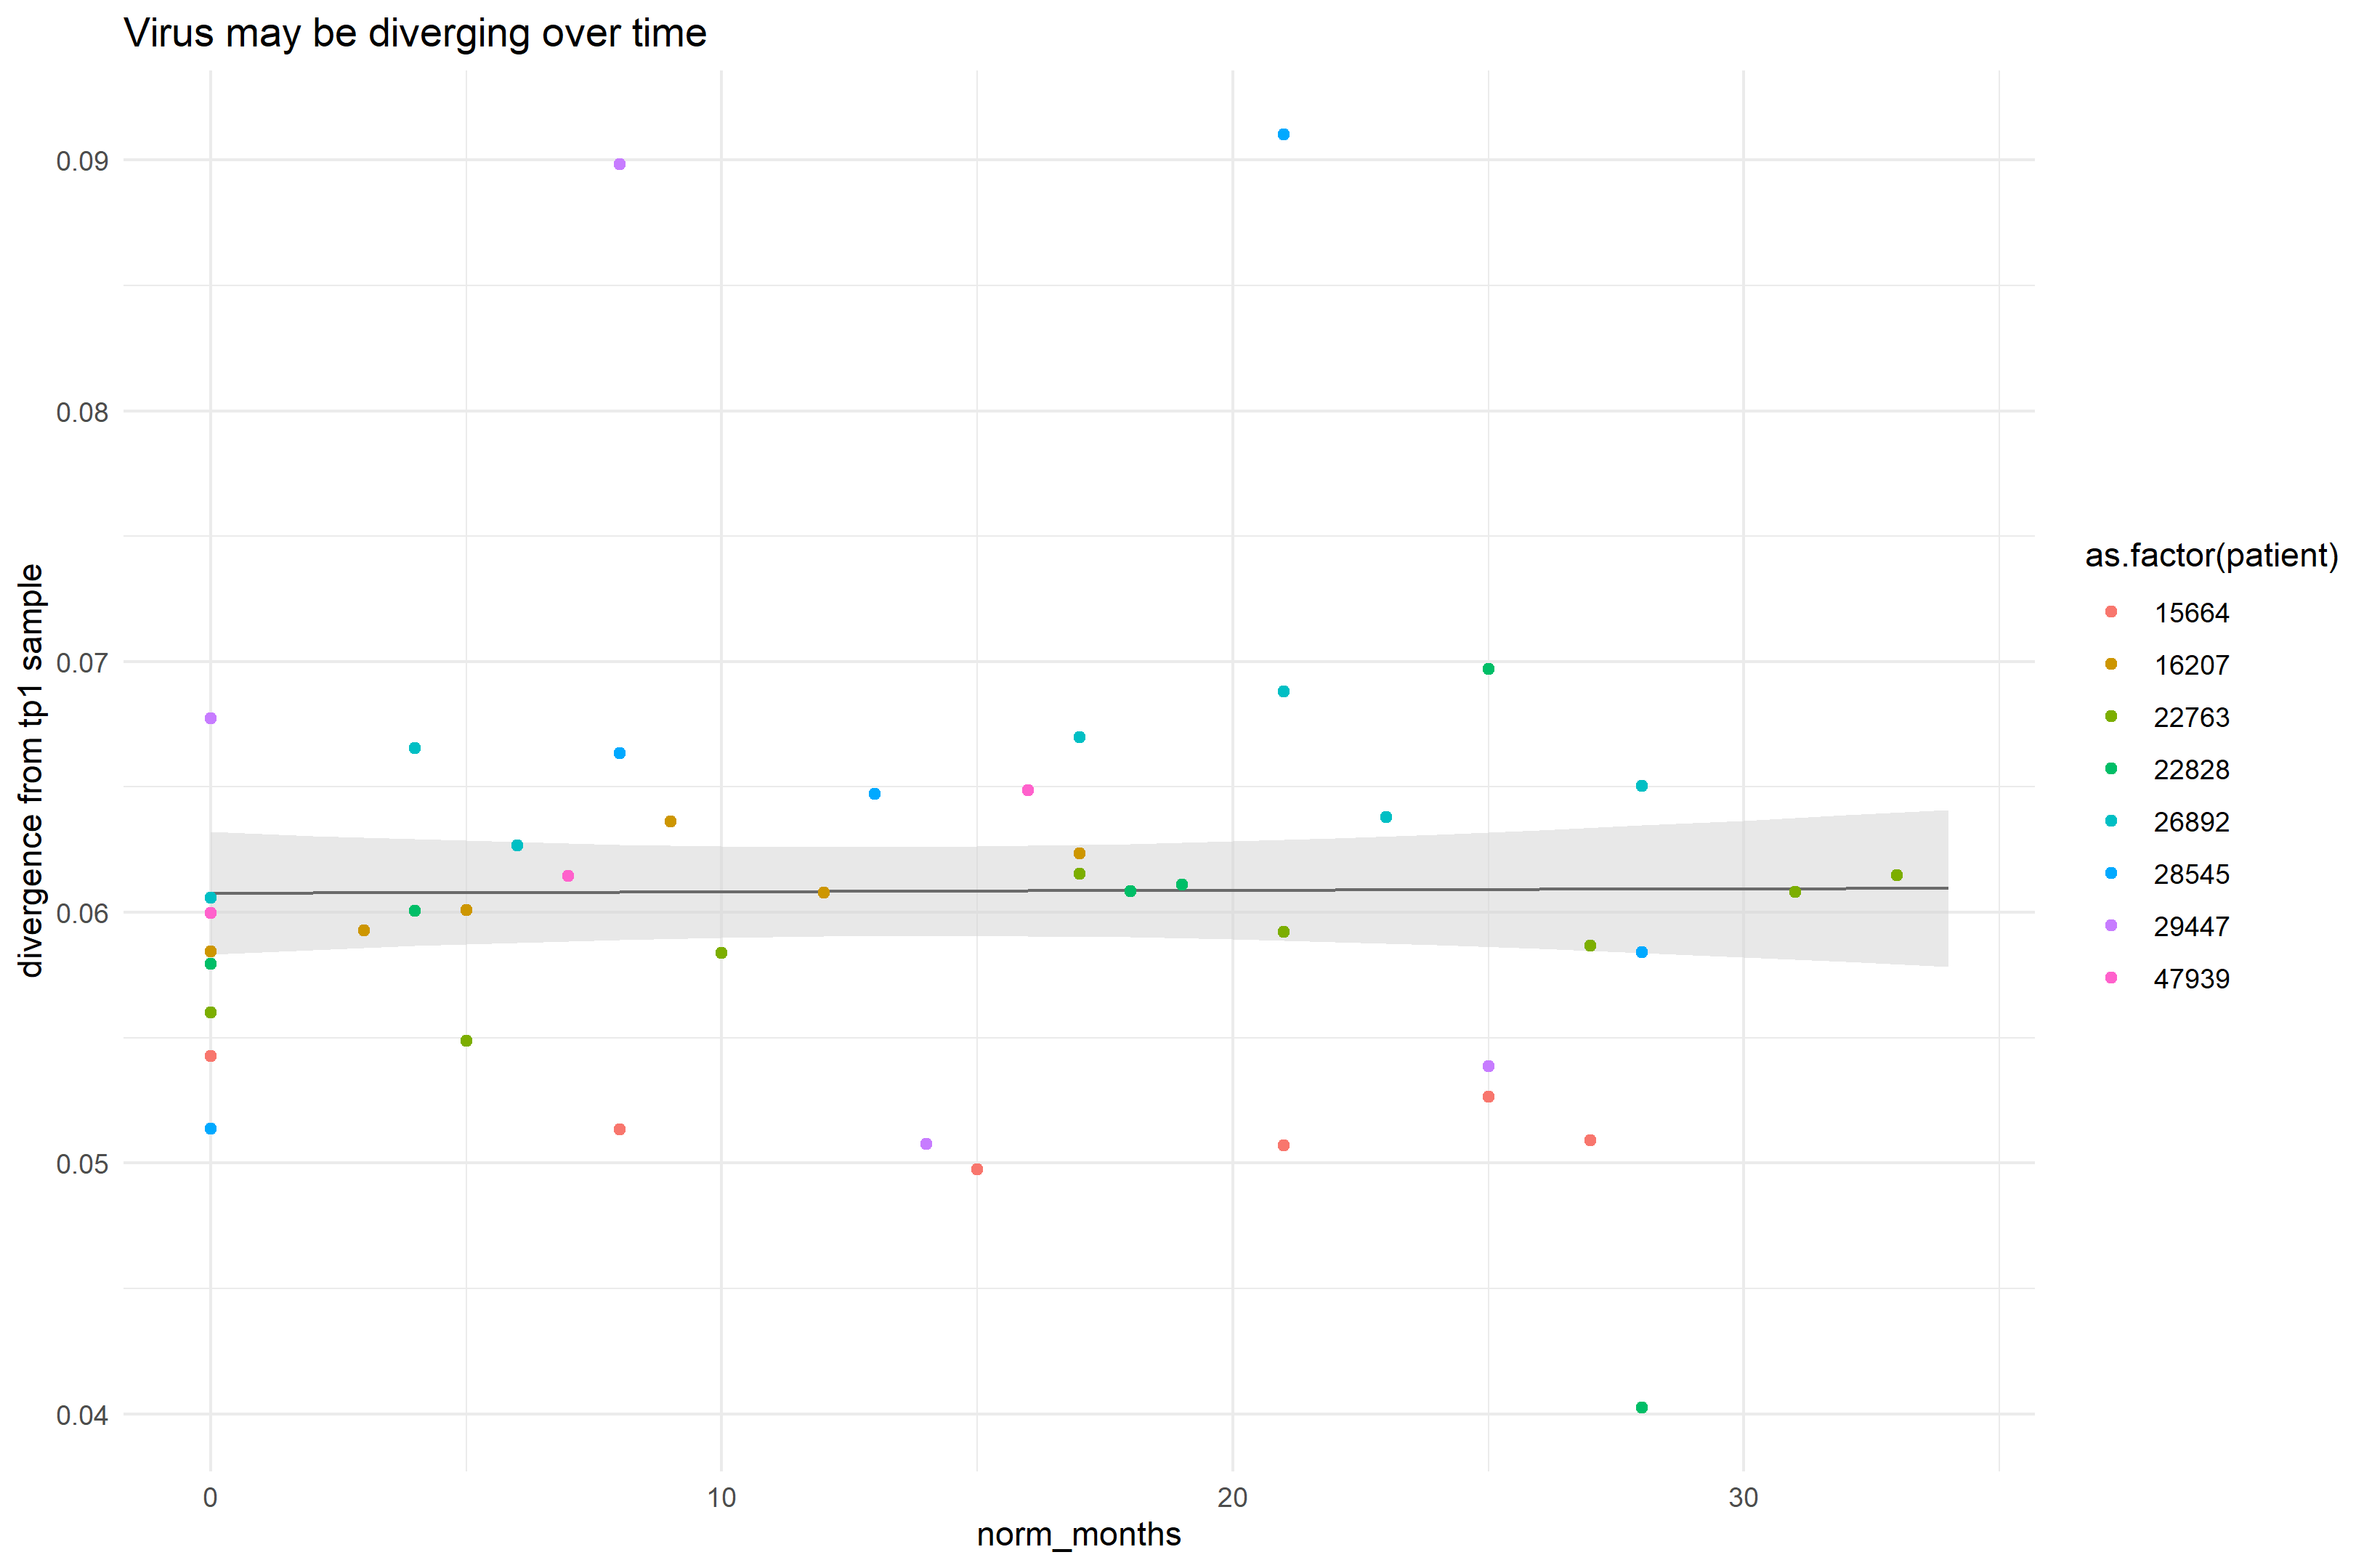 Virus may be diverging over time
0.09
0.08
0.07
0.06
0.05
0.04
divergence from tp1 sample
0 10 20 30
norm_months
as.factor(patient)
15664
16207
22763
22828
26892
28545
29447
47939